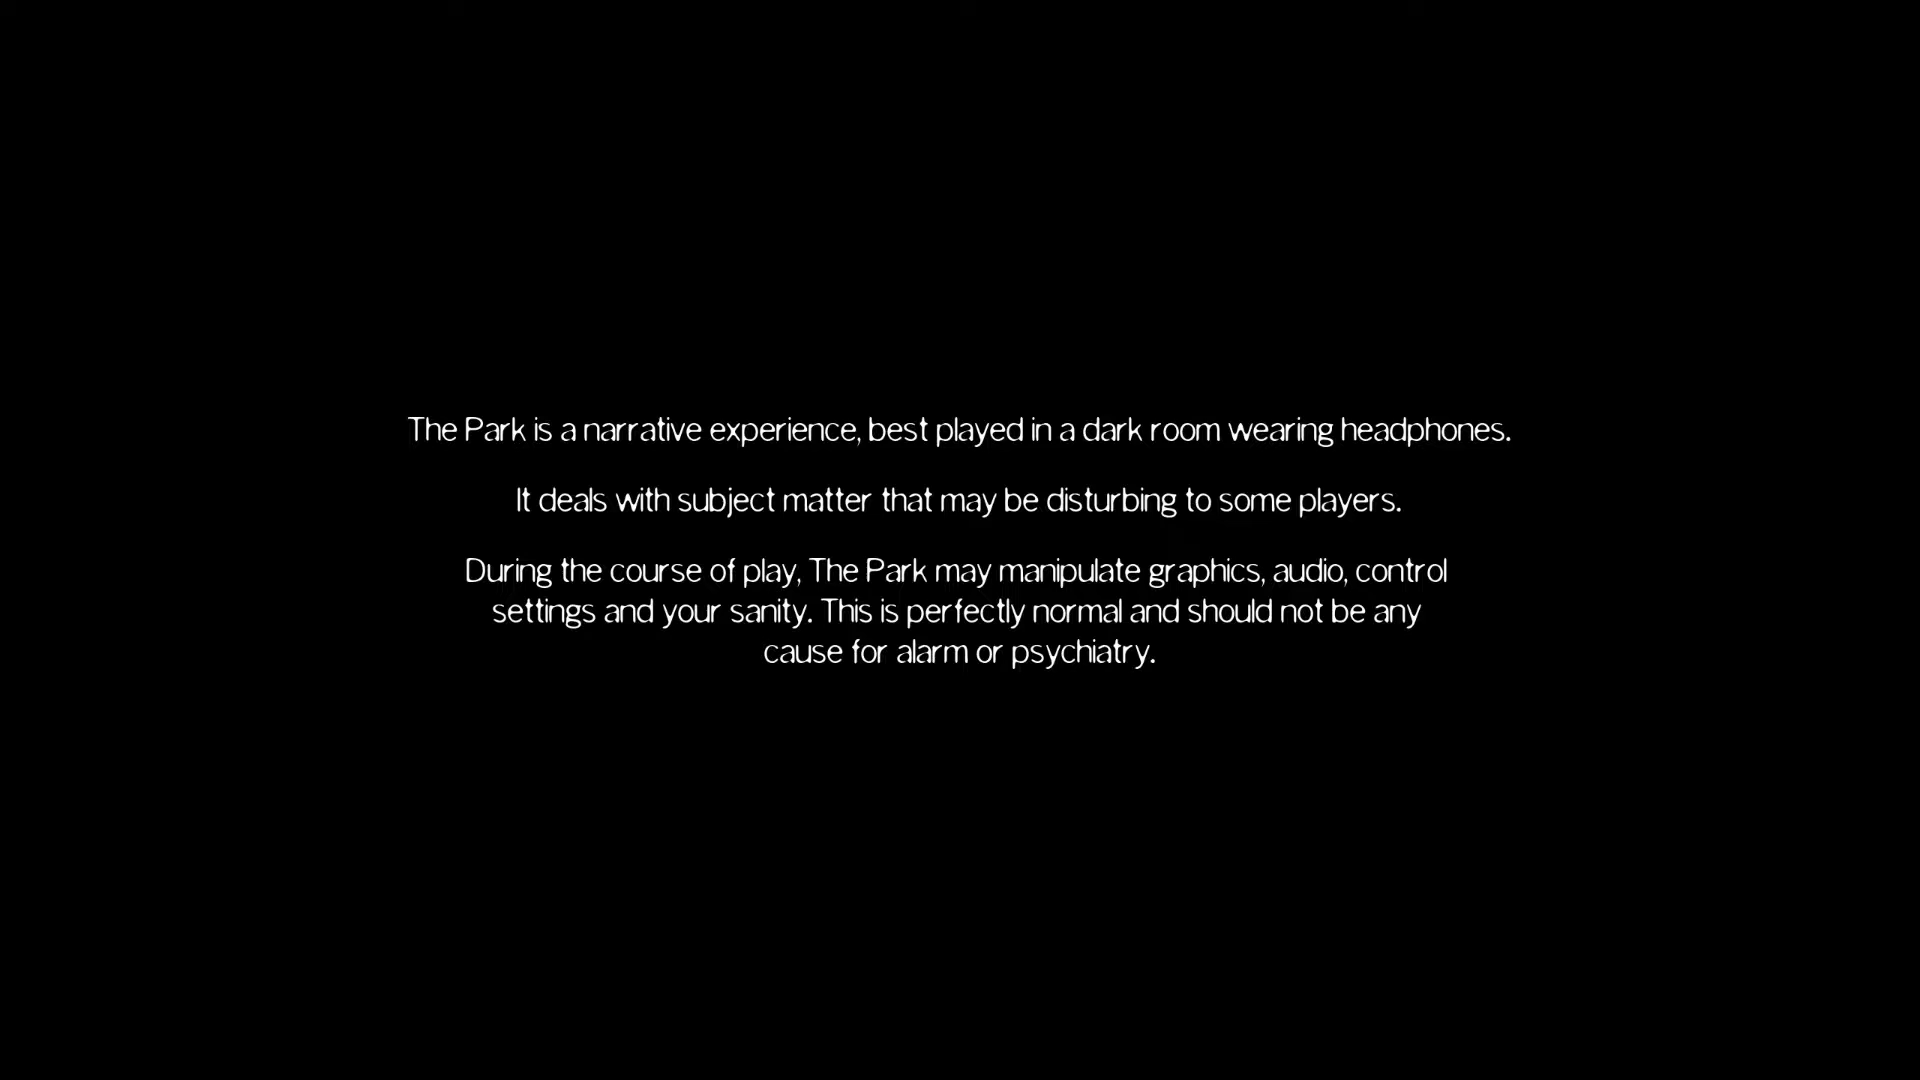 The Park is a narrative experience, best played in a dark room wearing headphones.
It deals with subject matter that may be disturbing to some players.
During the course of play, The Park may manipulate graphics, audio, control
settings and your sanity. This is perfectly normal and should not be any
cause for alarm or psychiatry.